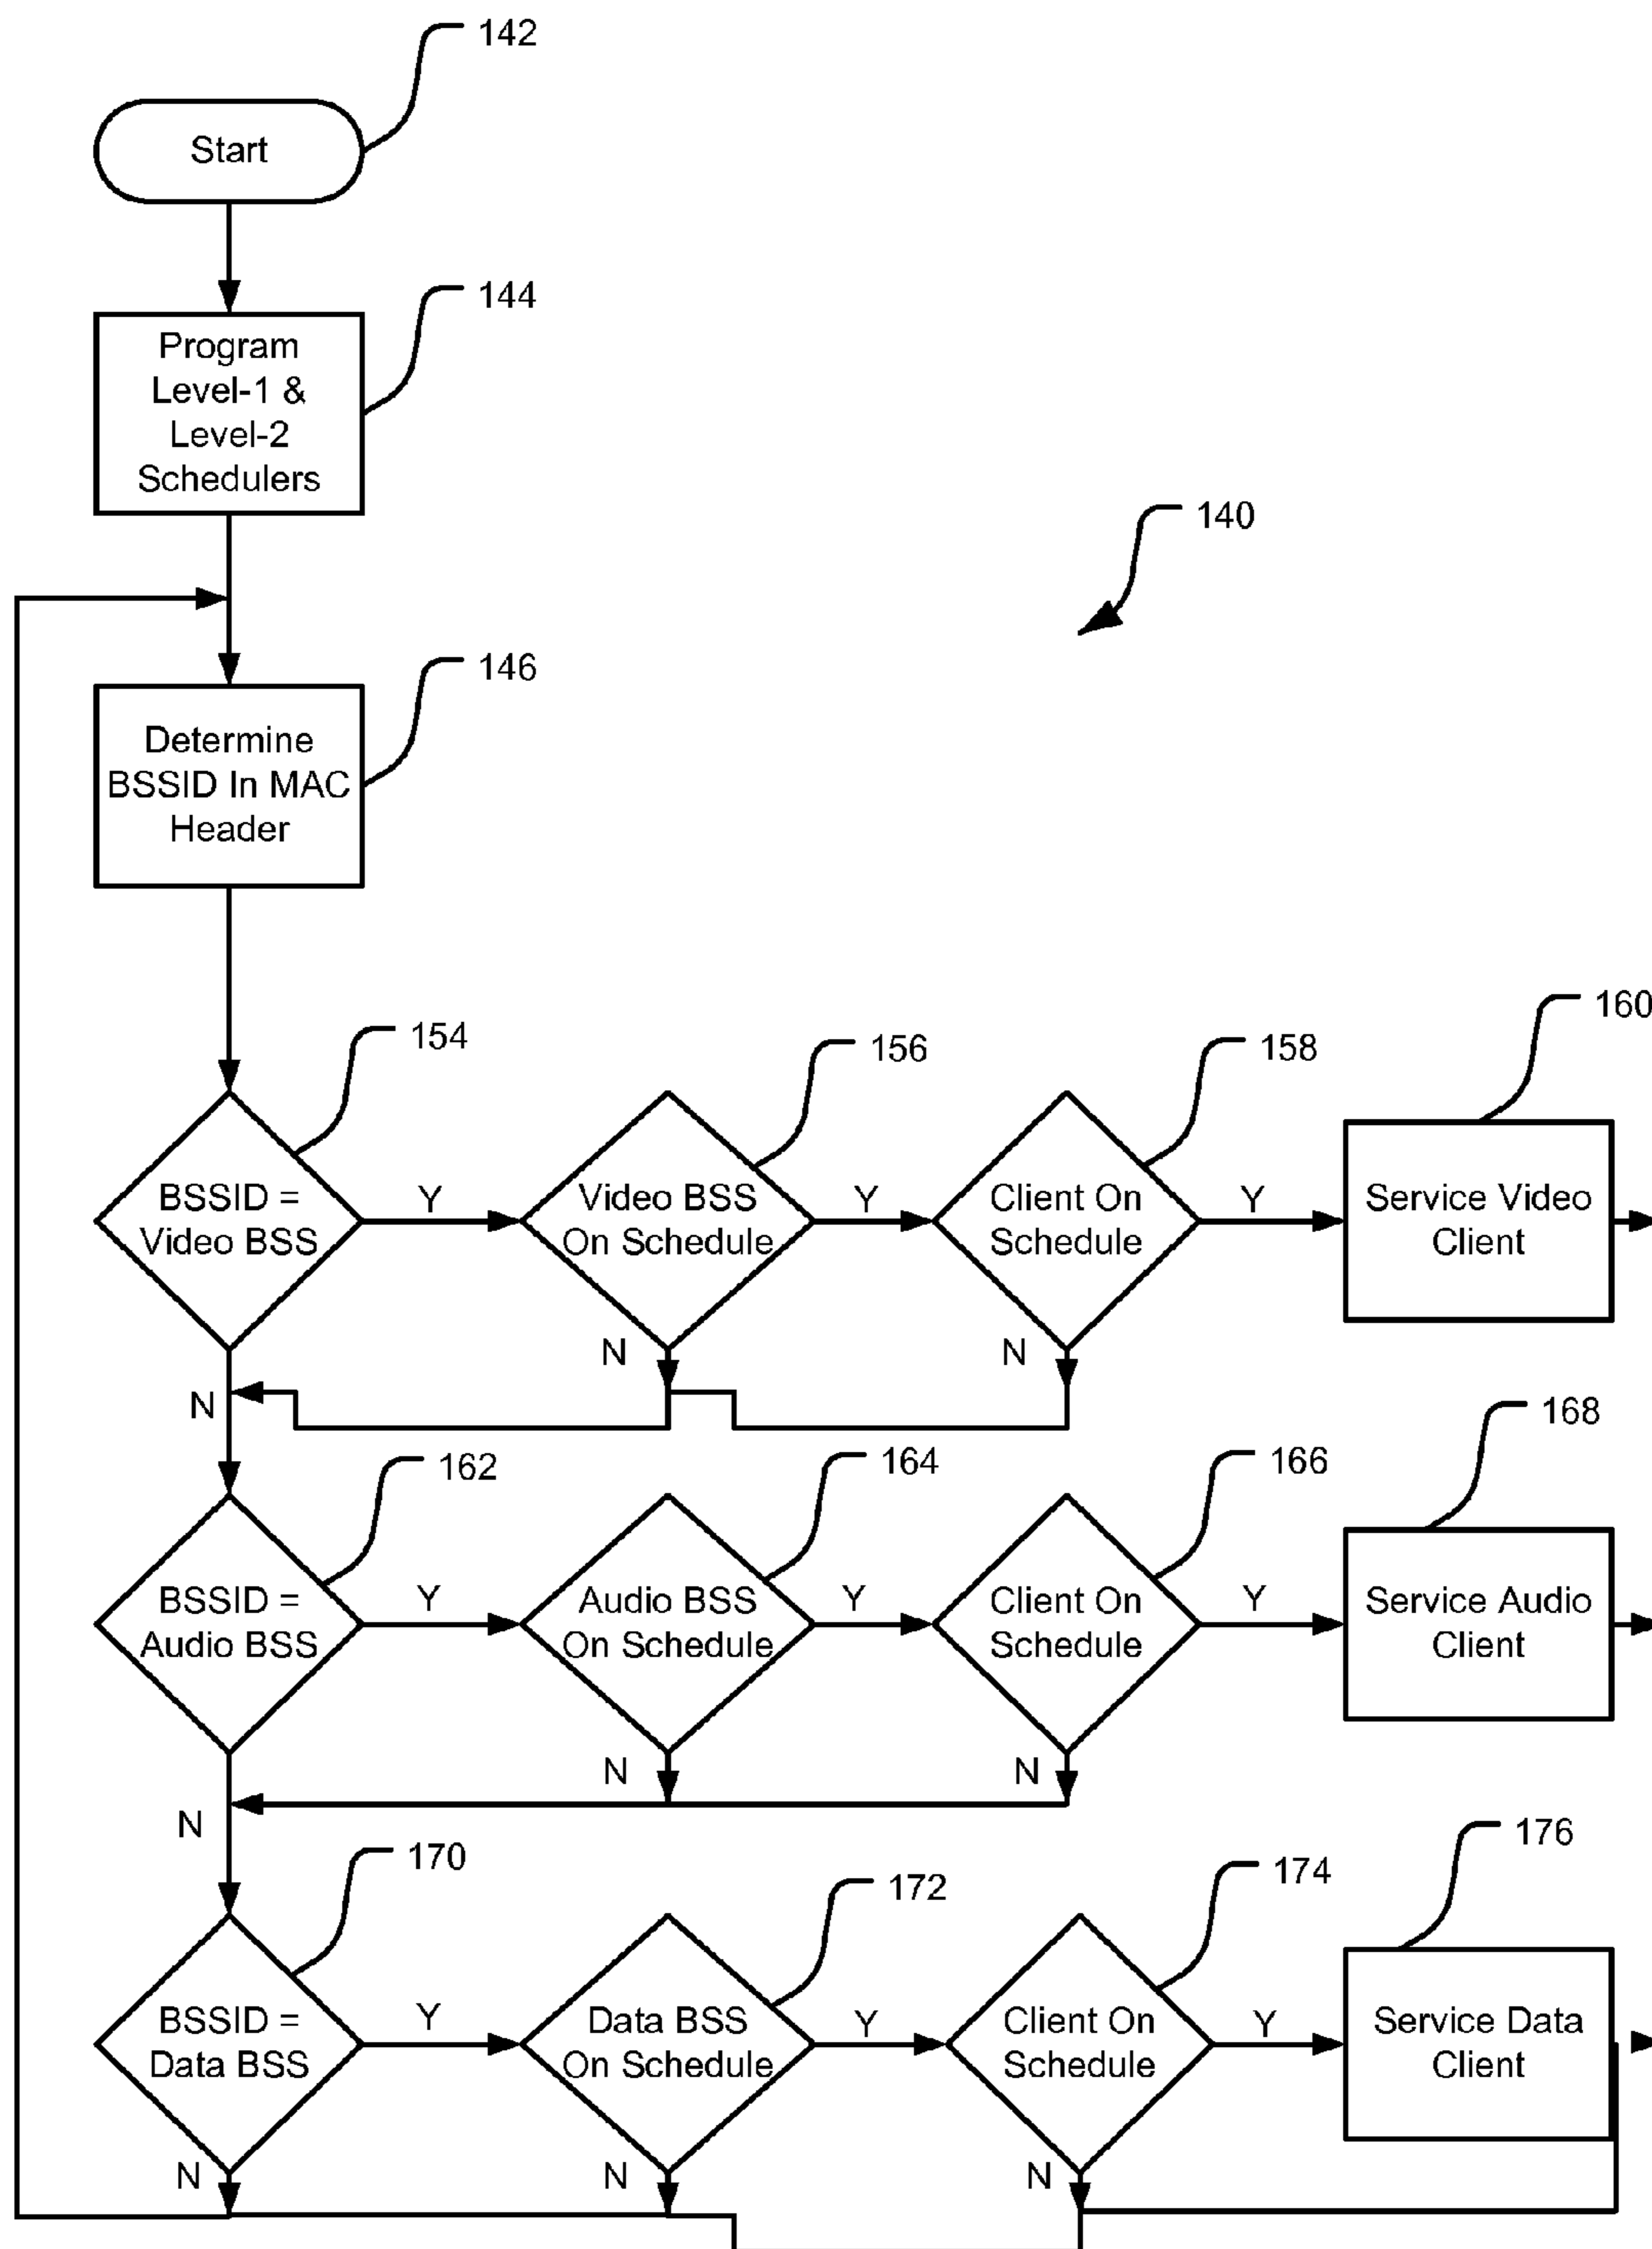 142
Start
144
Program
Level-1 &
Level-2
Schedulers
140
146
Determine
BSSID In MAC
Header
154
156
158
160
BSSID =
Video BSS
Y
Video BSS
On Schedule
Y
Client On
Schedule
Y
Service Video
Client
N
N
N
162
164
166
168
BSSID =
Audio BSS
Y
Audio BSS
On Schedule
Y
Client On
Schedule
Y
Service Audio
Client
N
N
N
170
172
174
176
BSSID =
Data BSS
Y
Data BSS
On Schedule
Y
Client On
Schedule
Y
Service Data
Client
N
N
N